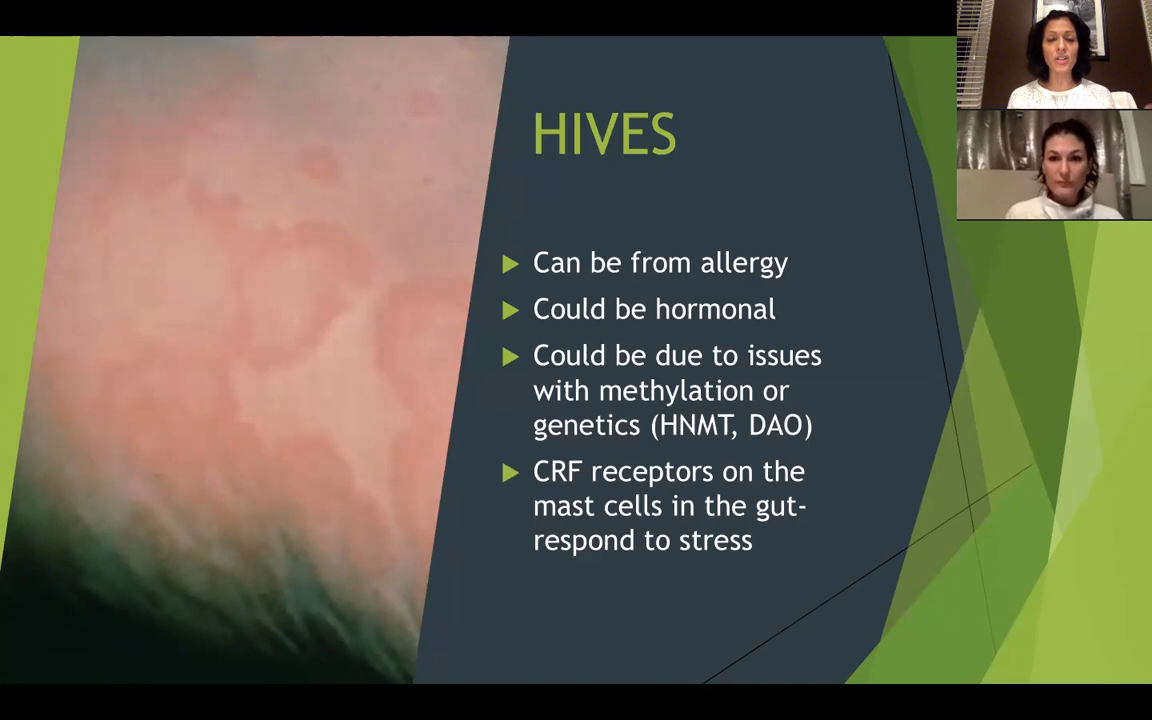 HIVES
Can be from allergy
Could be hormonal
Could be due to issues
with methylation or
genetics (HNMT, DAO)
CRF receptors on the
mast cells in the gut-
respond to stress